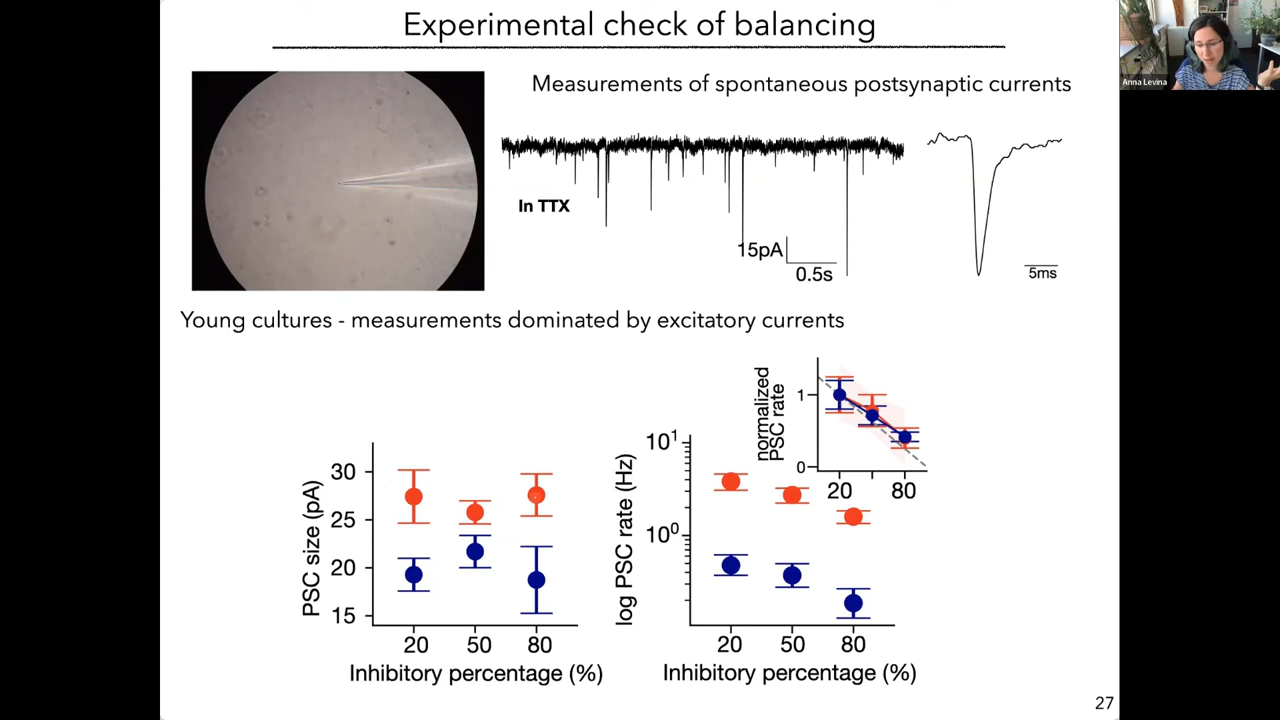 Experimental check of balancing
Anna Levina
Measurements of spontaneous postsynaptic currents
In TTX
15pA
0.5s
5ms
Young cultures - measurements dominated by excitatory currents
PSC size (pA)
30
25
20
15
20 50 80
Inhibitory percentage (%)
log PSC rate (Hz)
10¹
10⁰
20 50 80
Inhibitory percentage (%)
normalized
PSC rate
1
0
20 80
27